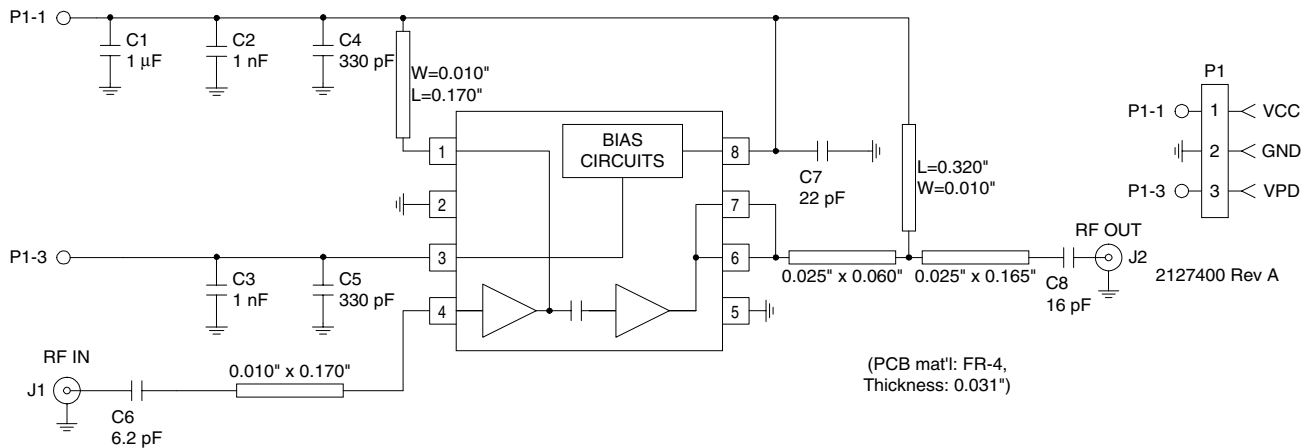 P1-1
C1
1 μF
C2
1 nF
C4
330 pF
W=0.010"
L=0.170"
BIAS
CIRCUITS
1
2
3
4
8
7
6
5
C7
22 pF
L=0.320"
W=0.010"
P1
P1-1
1
VCC
2
GND
P1-3
3
VPD
P1-3
C3
1 nF
C5
330 pF
0.025" x 0.060"
0.025" x 0.165"
C8
16 pF
RF OUT
J2
2127400 Rev A
RF IN
J1
C6
6.2 pF
0.010" x 0.170"
(PCB mat'l: FR-4,
Thickness: 0.031")